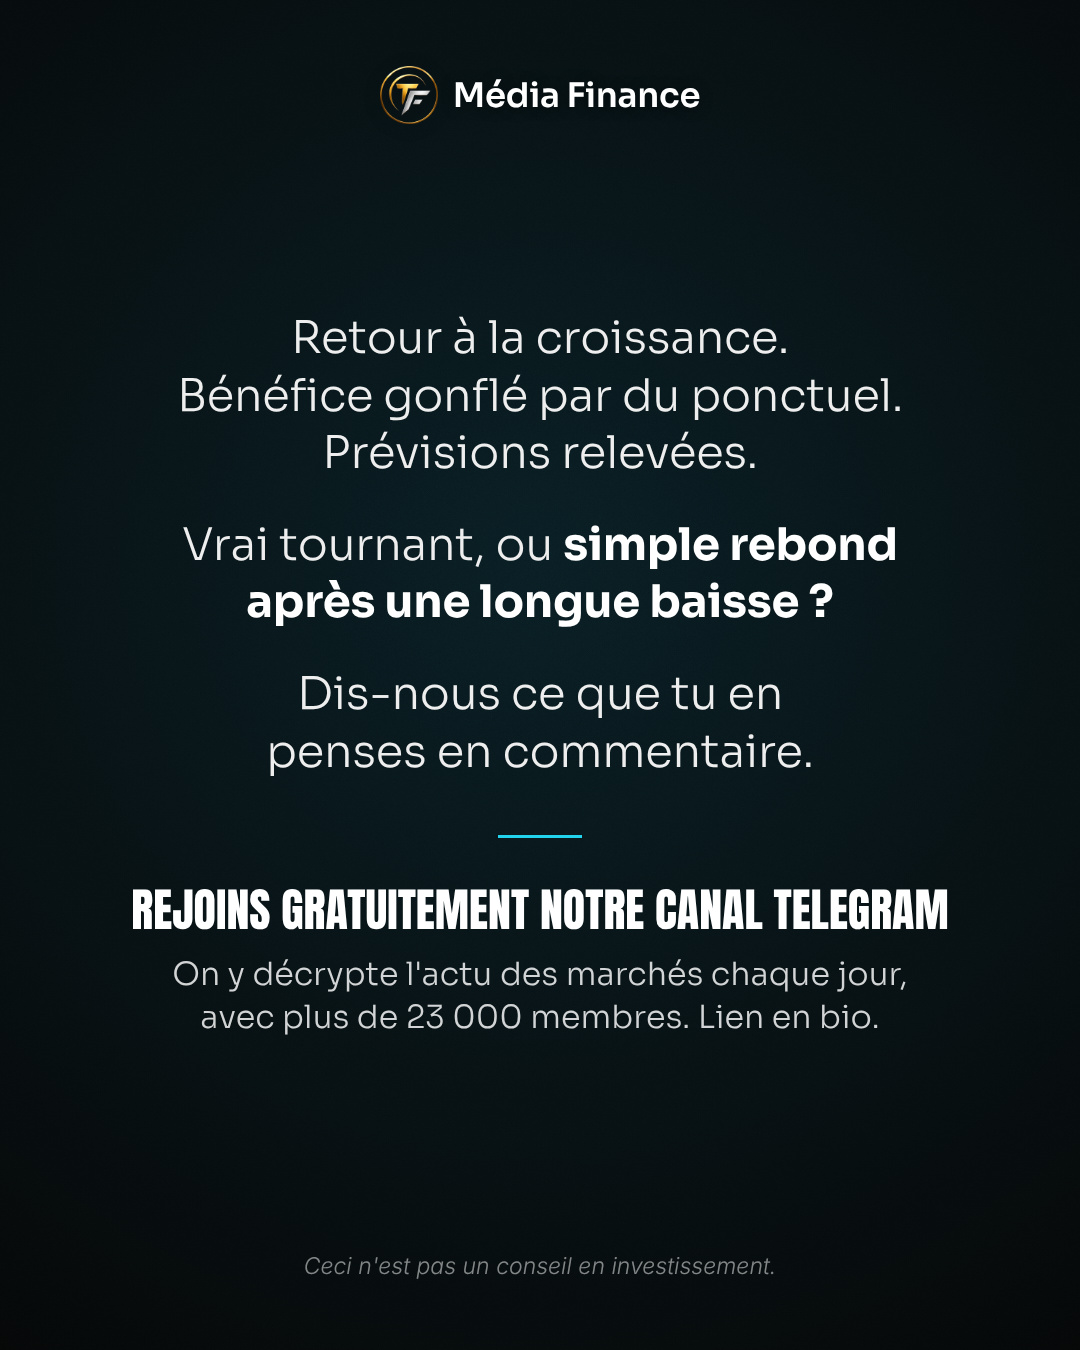 TF Média Finance
Retour à la croissance.
Bénéfice gonflé par du ponctuel.
Prévisions relevées.
Vrai tournant, ou simple rebond
après une longue baisse ?
Dis-nous ce que tu en
penses en commentaire.
REJOINS GRATUITEMENT NOTRE CANAL TELEGRAM
On y décrypte l'actu des marchés chaque jour,
avec plus de 23 000 membres. Lien en bio.
Ceci n'est pas un conseil en investissement.